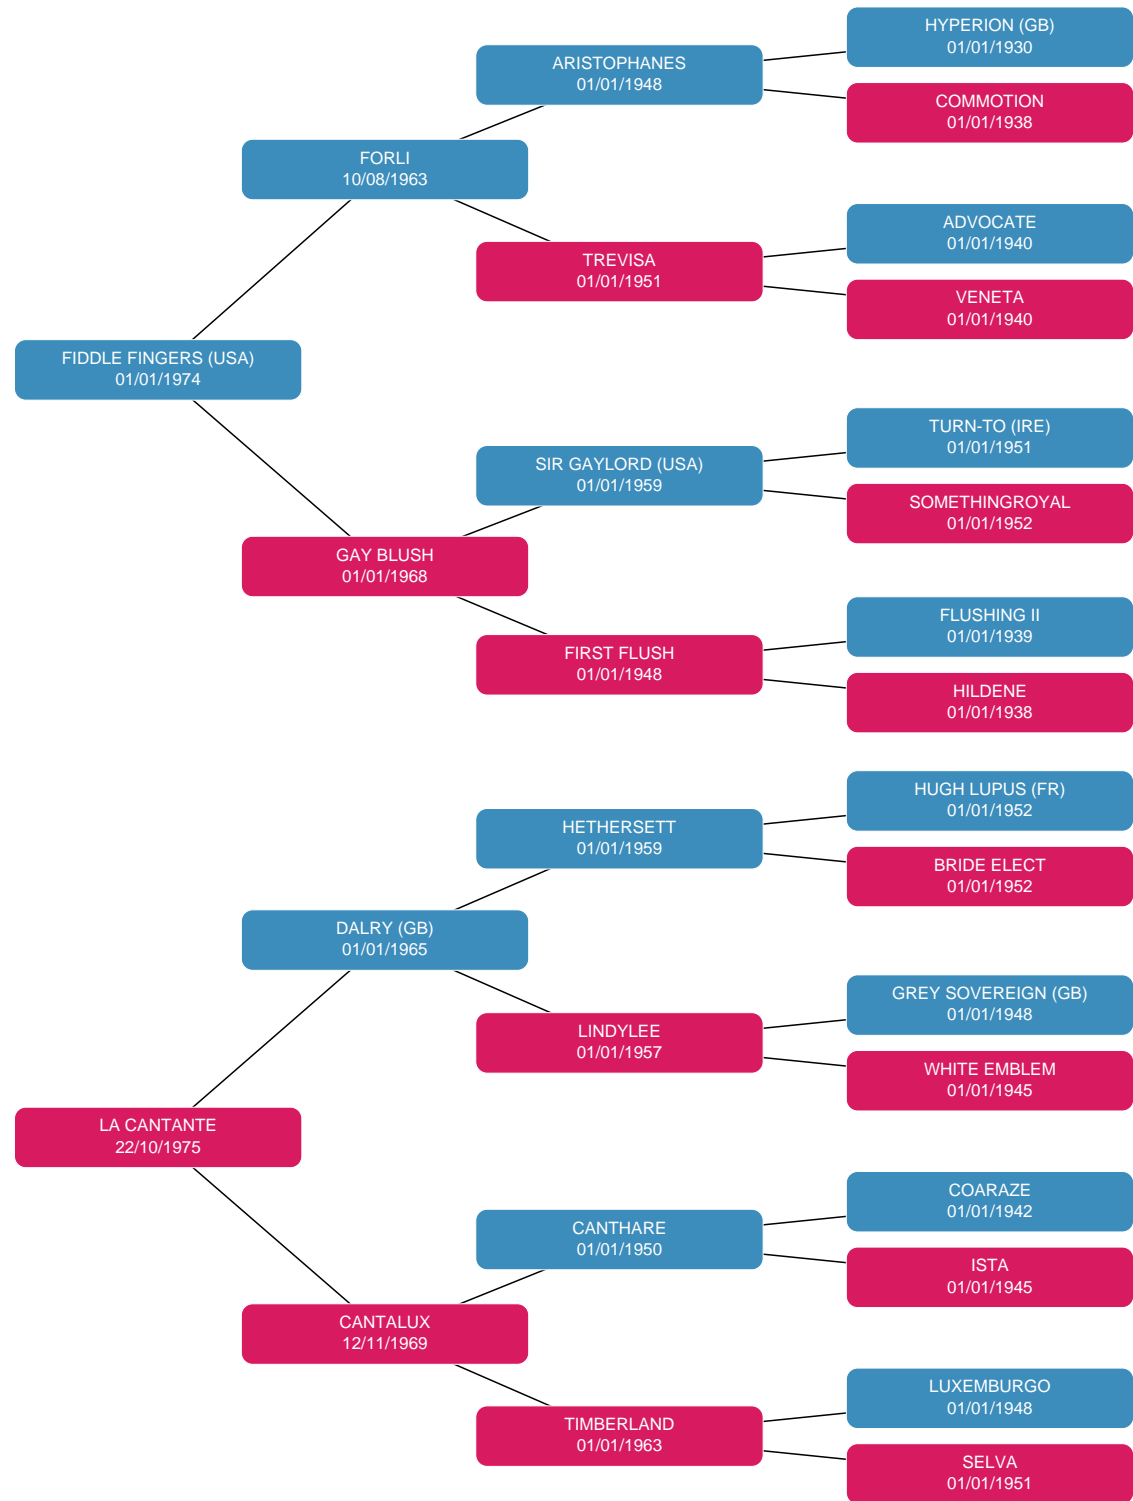 HYPERION (GB)
01/01/1930
ARISTOPHANES
01/01/1948
COMMOTION
01/01/1938
FORLI
10/08/1963
ADVOCATE
01/01/1940
TREVISA
01/01/1951
VENETA
01/01/1940
FIDDLE FINGERS (USA)
01/01/1974
TURN-TO (IRE)
01/01/1951
SIR GAYLORD (USA)
01/01/1959
SOMETHINGROYAL
01/01/1952
GAY BLUSH
01/01/1968
FLUSHING II
01/01/1939
FIRST FLUSH
01/01/1948
HILDENE
01/01/1938
HUGH LUPUS (FR)
01/01/1952
HETHERSETT
01/01/1959
BRIDE ELECT
01/01/1952
DALRY (GB)
01/01/1965
GREY SOVEREIGN (GB)
01/01/1948
LINDYLEE
01/01/1957
WHITE EMBLEM
01/01/1945
LA CANTANTE
22/10/1975
COARAZE
01/01/1942
CANTHARE
01/01/1950
ISTA
01/01/1945
CANTALUX
12/11/1969
LUXEMBURGO
01/01/1948
TIMBERLAND
01/01/1963
SELVA
01/01/1951